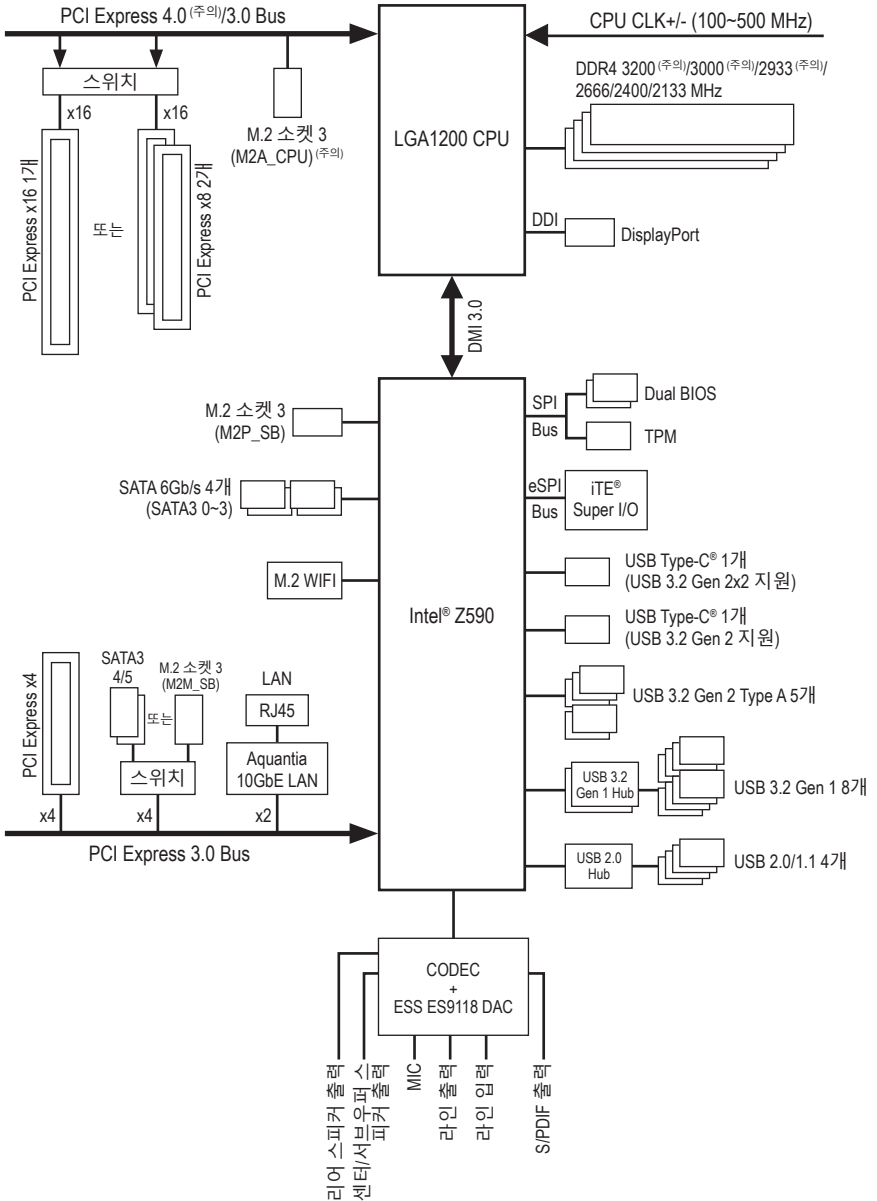 PCI Express 4.0 (주의)/3.0 Bus
CPU CLK+/- (100~500 MHz)
스위치
x16
x16
PCI Express x16 1개
또는
PCI Express x8 2개
M.2 소켓 3
(M2A_CPU) (주의)
LGA1200 CPU
DDR4 3200 (주의)/3000 (주의)/2933 (주의)/
2666/2400/2133 MHz
DDI
DisplayPort
DMI 3.0
M.2 소켓 3
(M2P_SB)
SATA 6Gb/s 4개
(SATA3 0~3)
M.2 WIFI
Intel® Z590
SPI
Bus
Dual BIOS
TPM
eSPI
Bus
iTE®
Super I/O
USB Type-C® 1개
(USB 3.2 Gen 2x2 지원)
USB Type-C® 1개
(USB 3.2 Gen 2 지원)
USB 3.2 Gen 2 Type A 5개
USB 3.2
Gen 1 Hub
USB 3.2 Gen 1 8개
USB 2.0
Hub
USB 2.0/1.1 4개
PCI Express x4
SATA3
4/5
또는
M.2 소켓 3
(M2M_SB)
스위치
LAN
RJ45
Aquantia
10GbE LAN
x4
x4
x2
PCI Express 3.0 Bus
CODEC
+
ESS ES9118 DAC
리어 스피커 출력
센터/서브우퍼 스
피커 출력
MIC
라인 출력
라인 입력
S/PDIF 출력